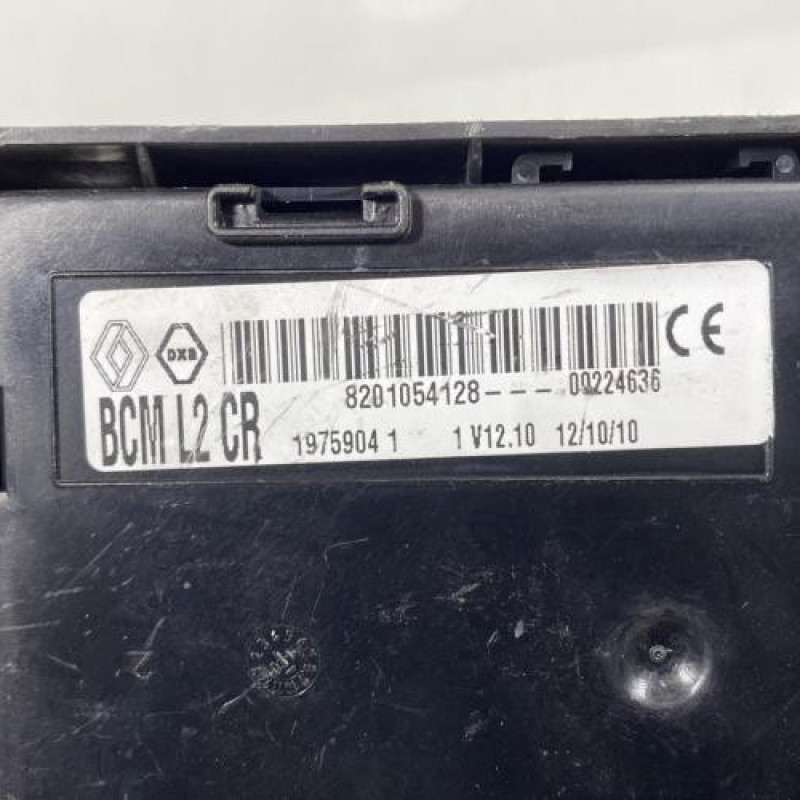 DXB
8201054128--- 00224636
CE
BCM L2 CR
1975904 1 1 V12.10 12/10/10